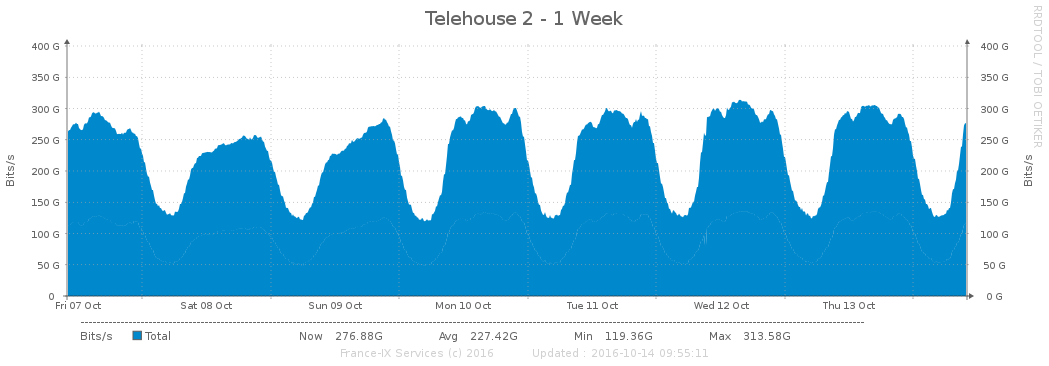 Telehouse 2 - 1 Week
RRDTOOL / TOBI OETIKER
400 G 400 G
350 G 350 G
300 G 300 G
250 G 250 G
200 G 200 G
150 G 150 G
100 G 100 G
50 G 50 G
0 0 G
Bits/s
Bits/s
Fri 07 Oct Sat 08 Oct Sun 09 Oct Mon 10 Oct Tue 11 Oct Wed 12 Oct Thu 13 Oct
Bits/s Total Now 276.88G Avg 227.42G Min 119.36G Max 313.58G
France-IX Services (c) 2016 Updated : 2016-10-14 09:55:11